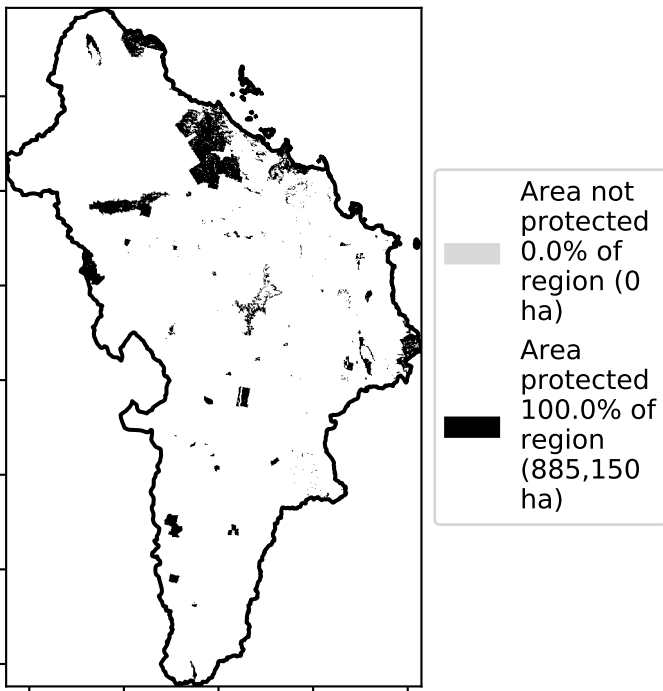 Area not
protected
0.0% of
region (0
ha)
Area
protected
100.0% of
region
(885,150
ha)